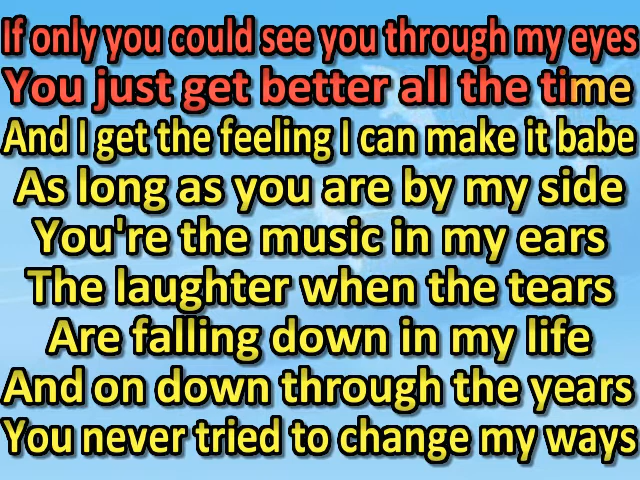 If only you could see you through my eyes
You just get better all the time
And I get the feeling I can make it babe
As long as you are by my side
You're the music in my ears
The laughter when the tears
Are falling down in my life
And on down through the years
You never tried to change my ways